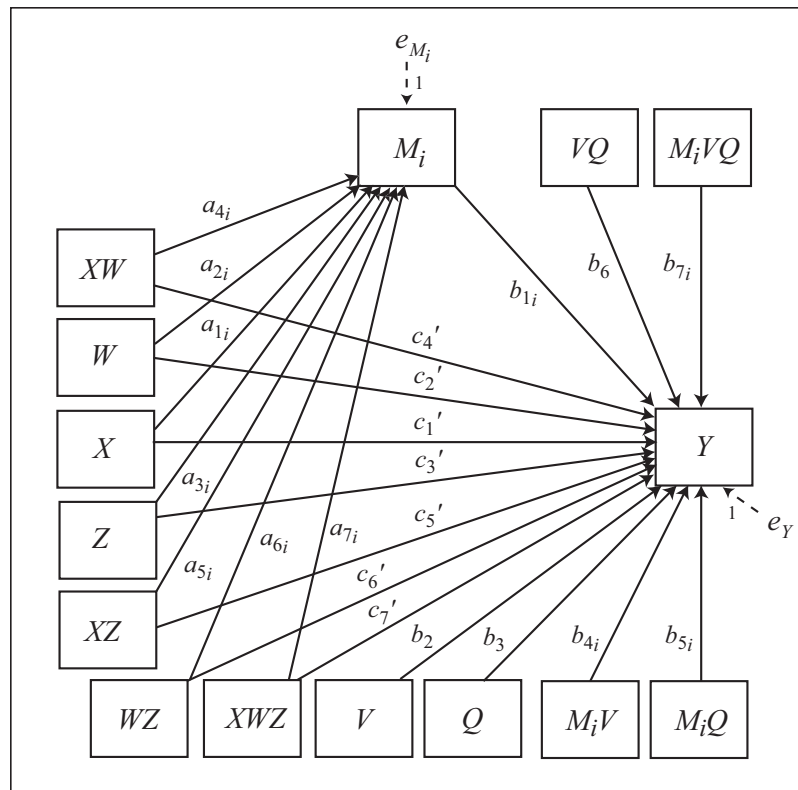 e_{M_i}
1
M_i
VQ
M_iVQ
a_{4i}
XW
a_{2i}
b_{1i}
b_6
b_{7i}
a_{1i}
c_4'
W
c_2'
X
c_1'
Y
c_3'
a_{3i}
Z
c_5'
a_{6i}
a_{7i}
1
e_Y
a_{5i}
c_6'
XZ
c_7'
b_2
b_3
b_{4i}
b_{5i}
WZ
XWZ
V
Q
M_iV
M_iQ